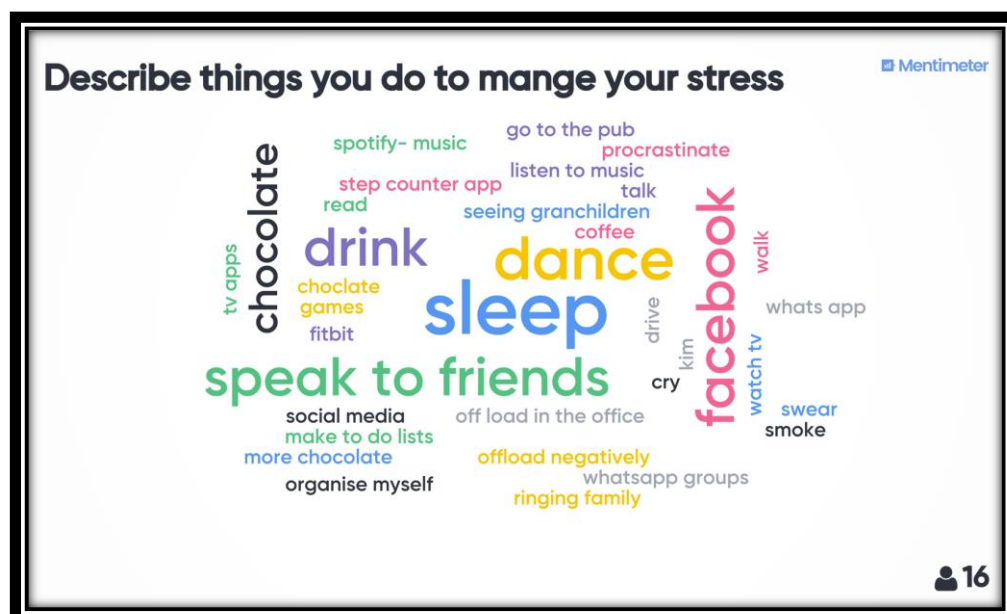 Describe things you do to mange your stress
Mentimeter
go to the pub
spotify- music
procrastinate
listen to music
step counter app
talk
read
seeing granchildren
coffee
chocolate
drink
dance
facebook
walk
tv apps
choclate
games
sleep
drive
whats app
fitbit
kim
speak to friends
cry
watch tv
swear
social media
off load in the office
smoke
make to do lists
more chocolate
offload negatively
organise myself
whatsapp groups
ringing family
16